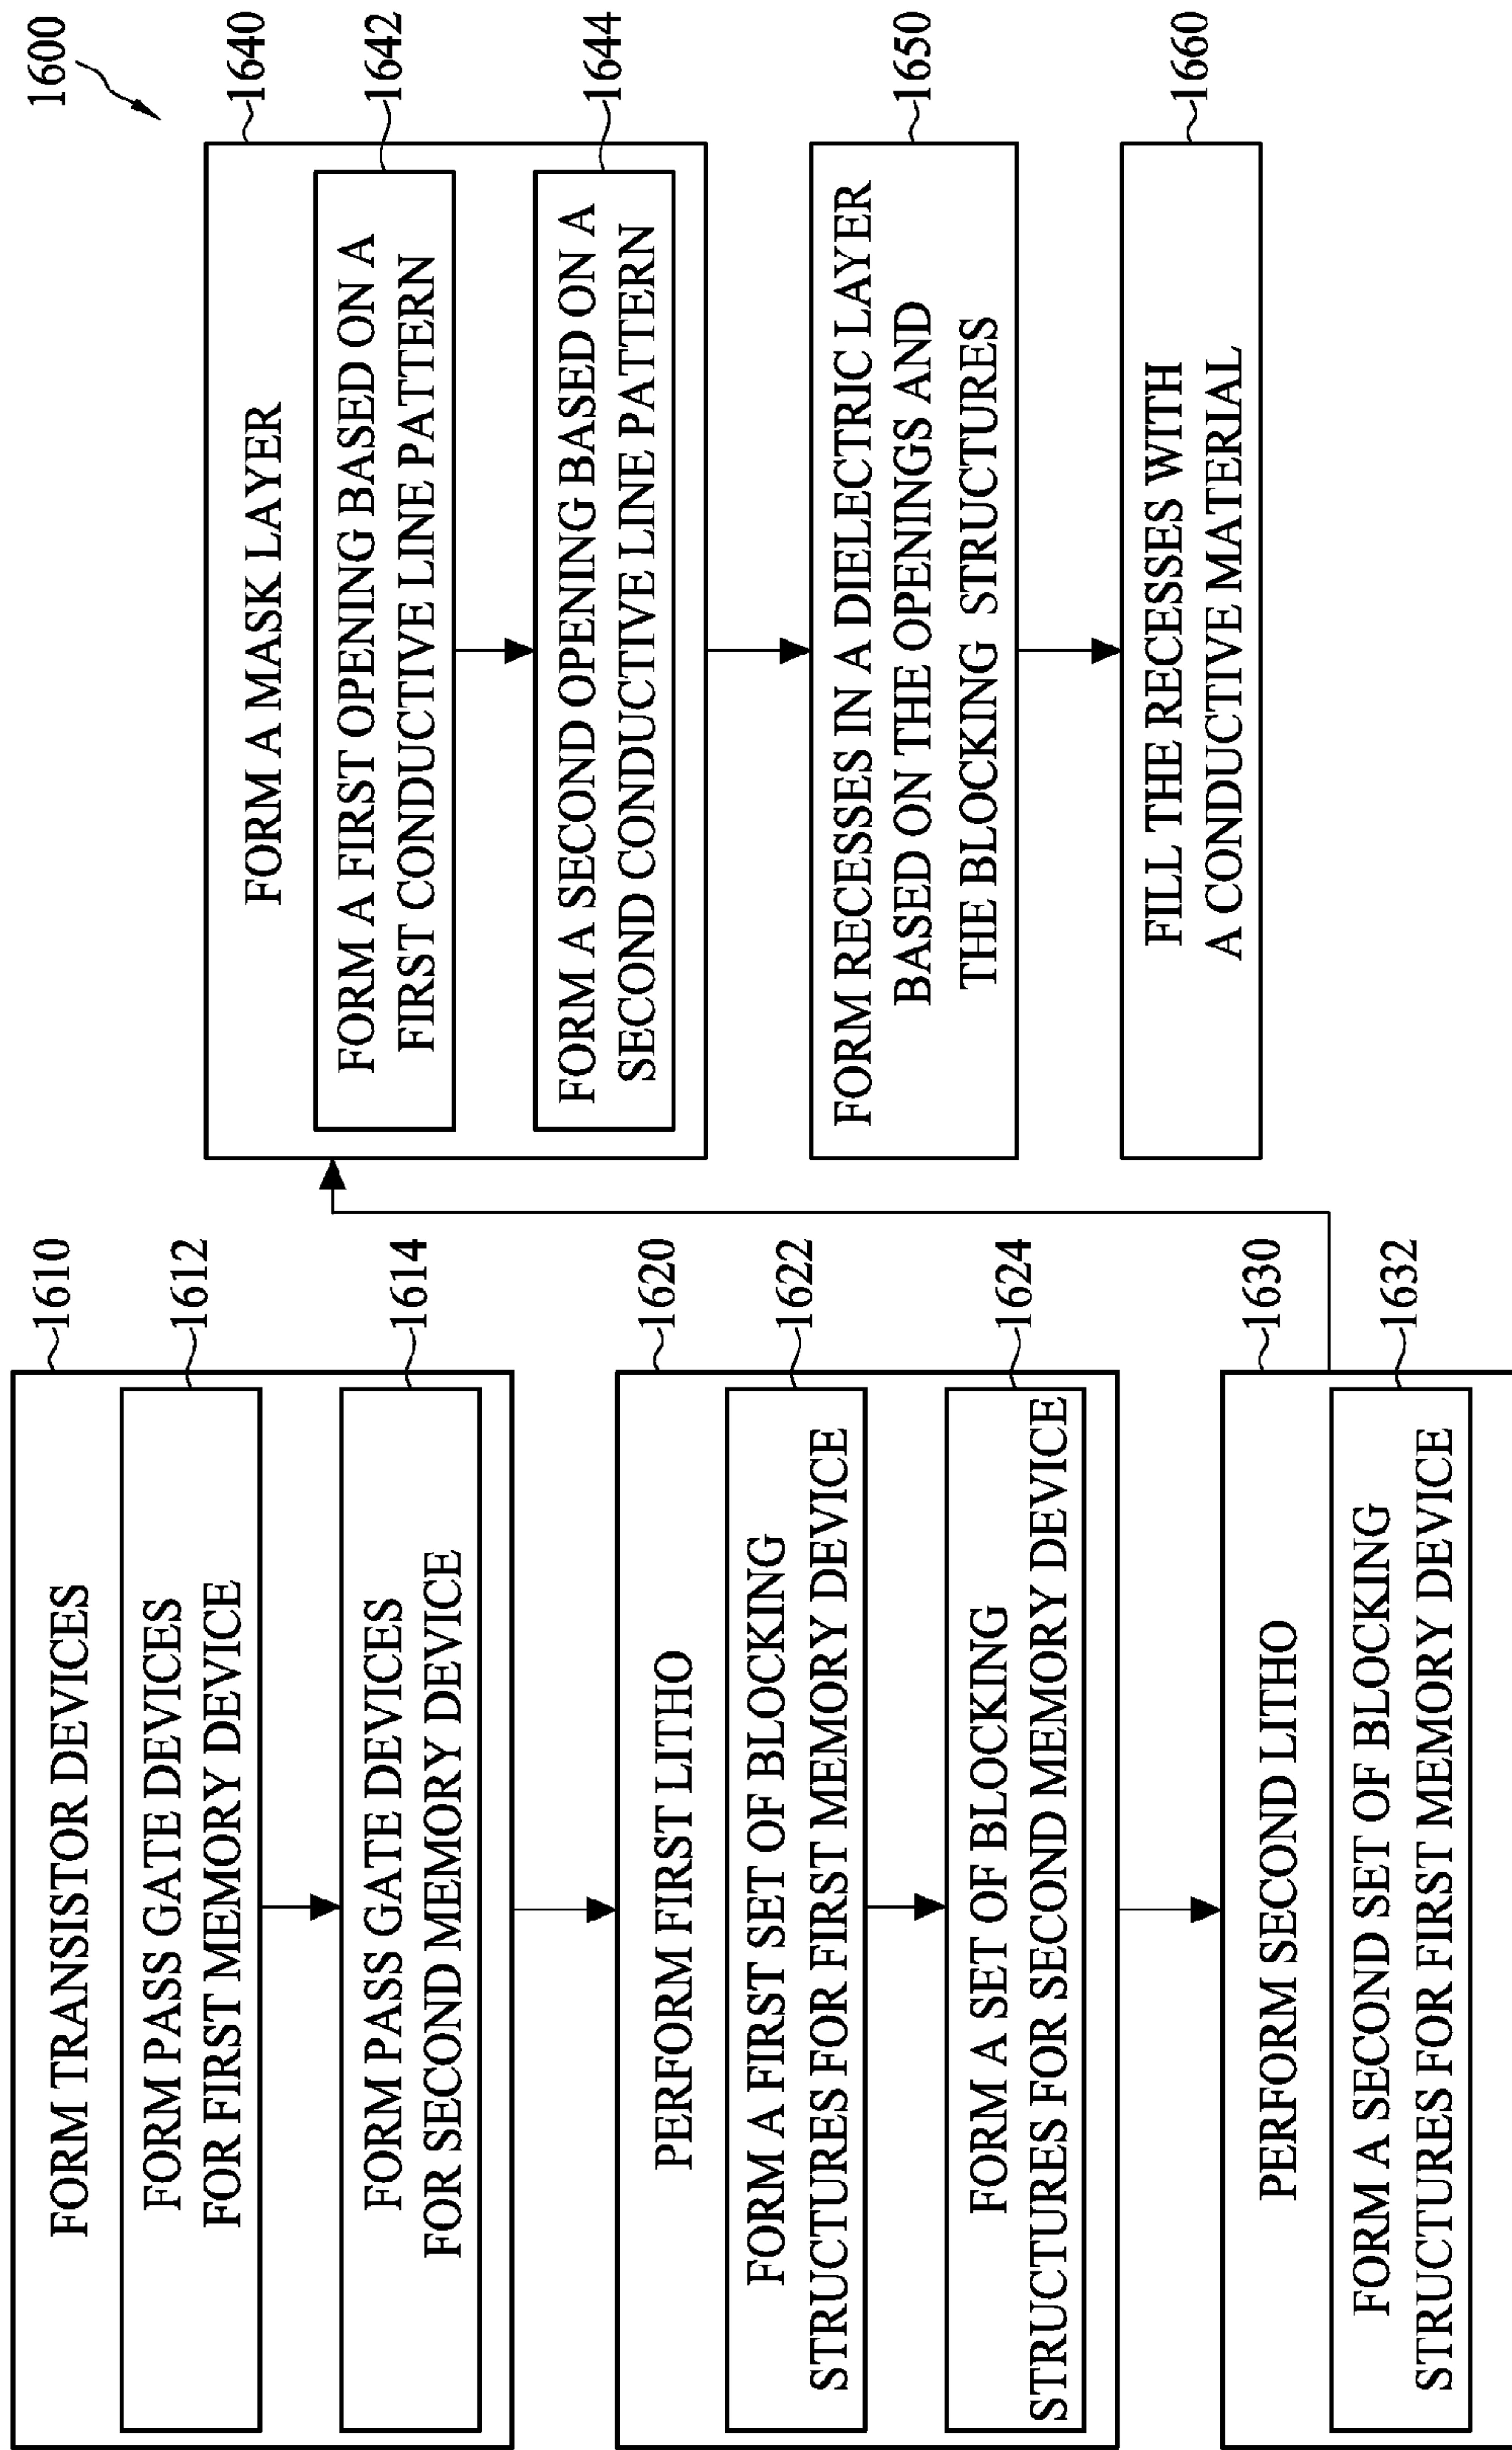 1600
FORM TRANSISTOR DEVICES
1610
FORM PASS GATE DEVICES
FOR FIRST MEMORY DEVICE
1612
FORM PASS GATE DEVICES
FOR SECOND MEMORY DEVICE
1614
PERFORM FIRST LITHO
1620
FORM A FIRST SET OF BLOCKING
STRUCTURES FOR FIRST MEMORY DEVICE
1622
FORM A SET OF BLOCKING
STRUCTURES FOR SECOND MEMORY DEVICE
1624
PERFORM SECOND LITHO
1630
FORM A SECOND SET OF BLOCKING
STRUCTURES FOR FIRST MEMORY DEVICE
1632
FORM A MASK LAYER
1640
FORM A FIRST OPENING BASED ON A
FIRST CONDUCTIVE LINE PATTERN
1642
FORM A SECOND OPENING BASED ON A
SECOND CONDUCTIVE LINE PATTERN
1644
FORM RECESSES IN A DIELECTRIC LAYER
BASED ON THE OPENINGS AND
THE BLOCKING STRUCTURES
1650
FILL THE RECESSES WITH
A CONDUCTIVE MATERIAL
1660